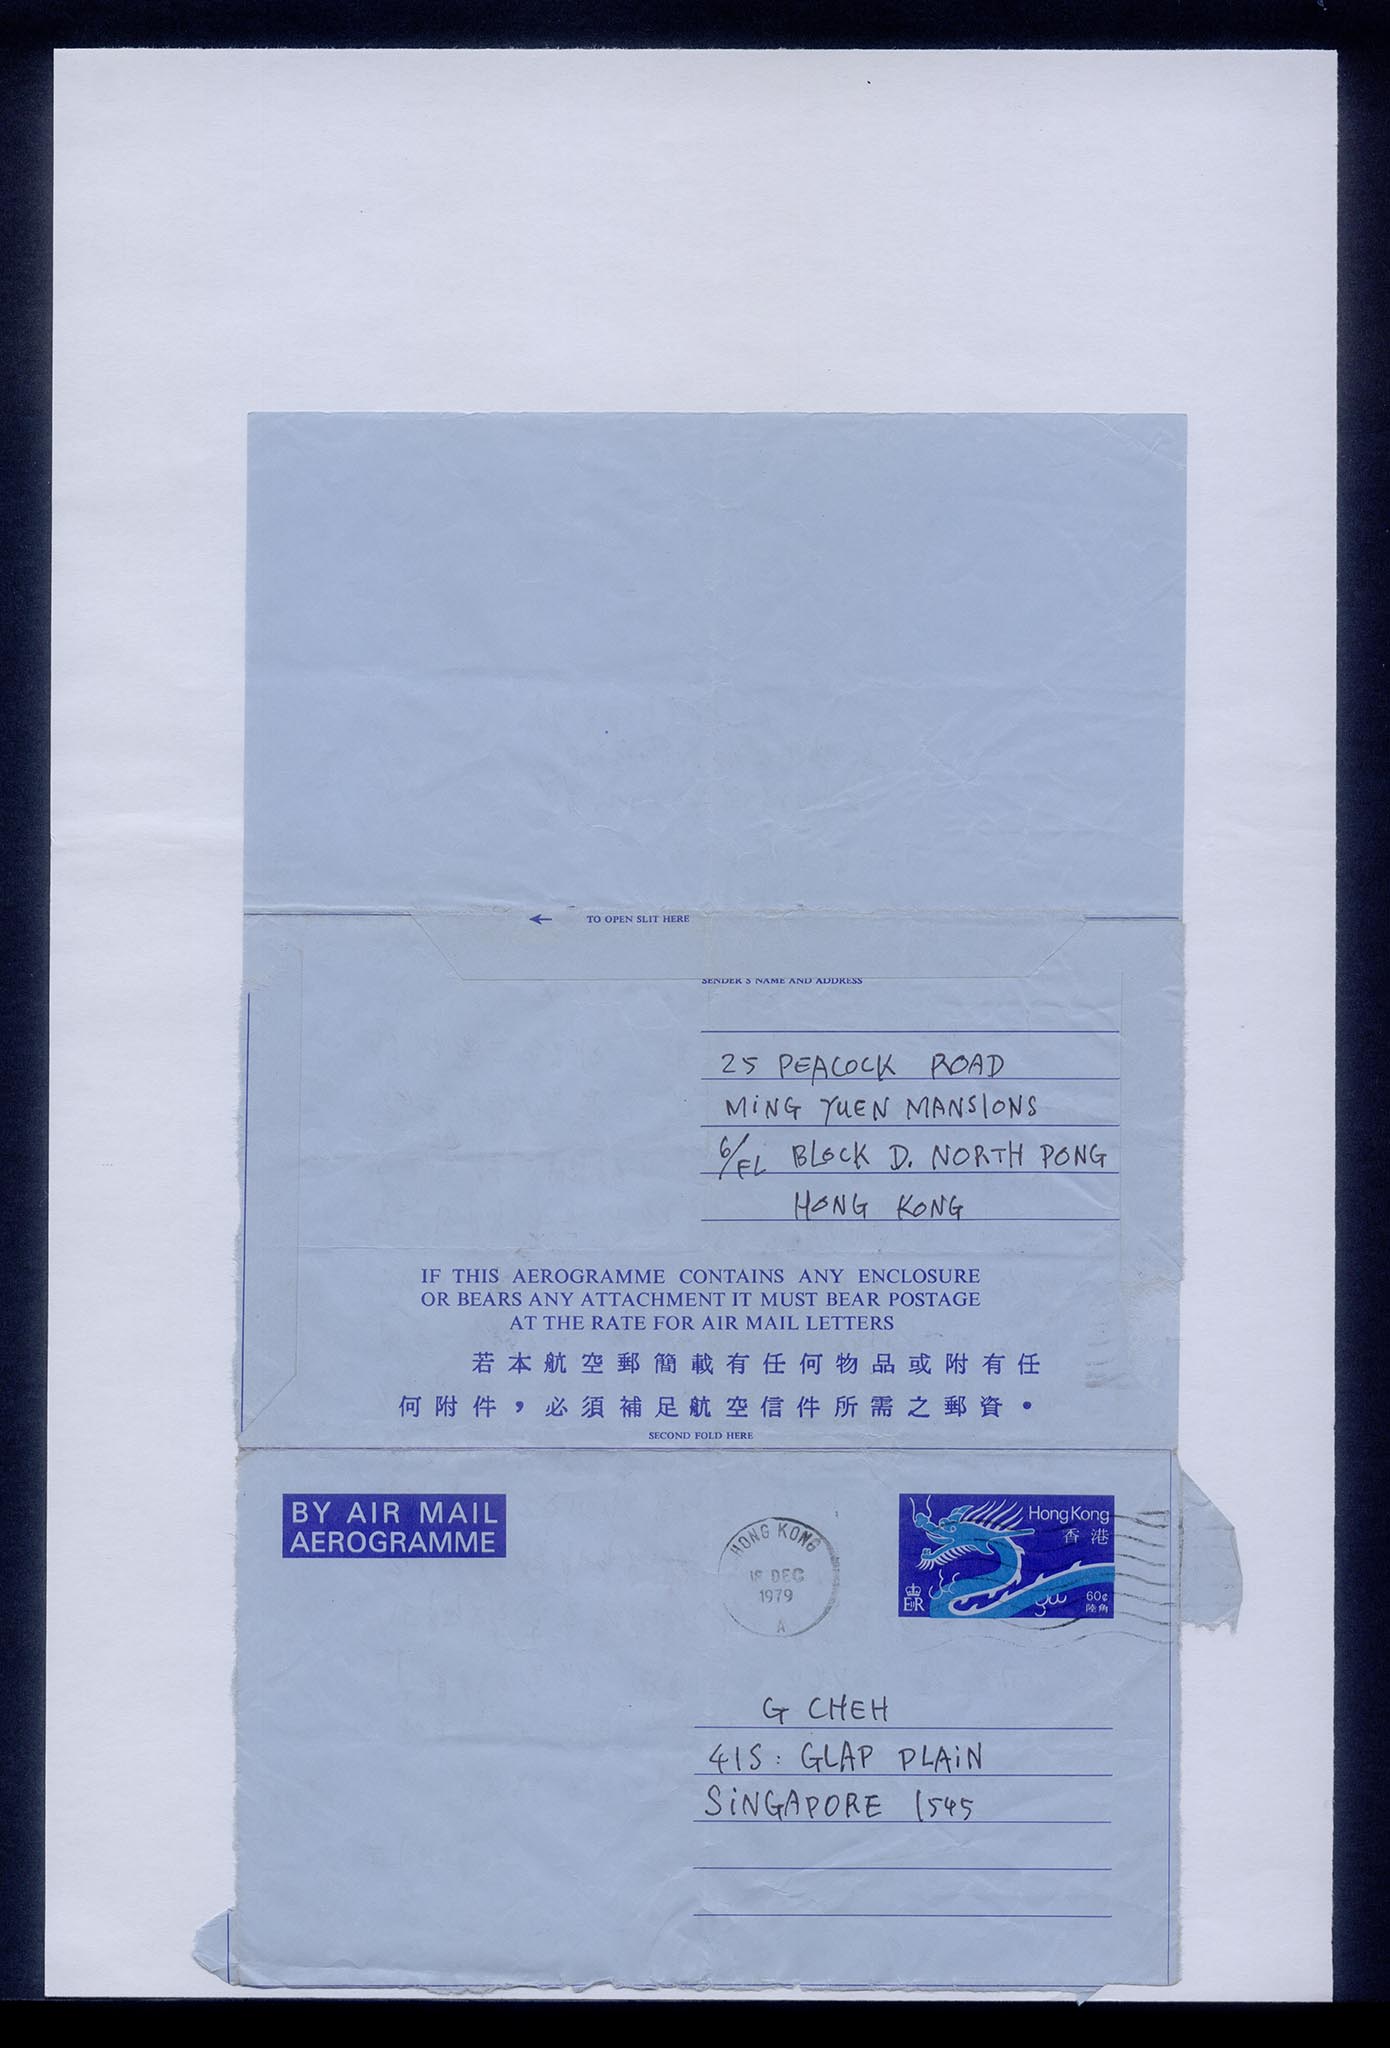 TO OPEN SLIT HERE
SENDER'S NAME AND ADDRESS
25 PEACOCK ROAD
MING YUEN MANSIONS
6/FL BLOCK D. NORTH PONG
HONG KONG
IF THIS AEROGRAMME CONTAINS ANY ENCLOSURE
OR BEARS ANY ATTACHMENT IT MUST BEAR POSTAGE
AT THE RATE FOR AIR MAIL LETTERS
若本航空郵簡載有任何物品或附有任
何附件，必須補足航空信件所需之郵資。
SECOND FOLD HERE
BY AIR MAIL
AEROGRAMME
HONG KONG
18 DEC
1979
A
Hong Kong
香港
EIIR
60¢
陸角
G CHEH
41S: GLAP PLAIN
SINGAPORE 1545